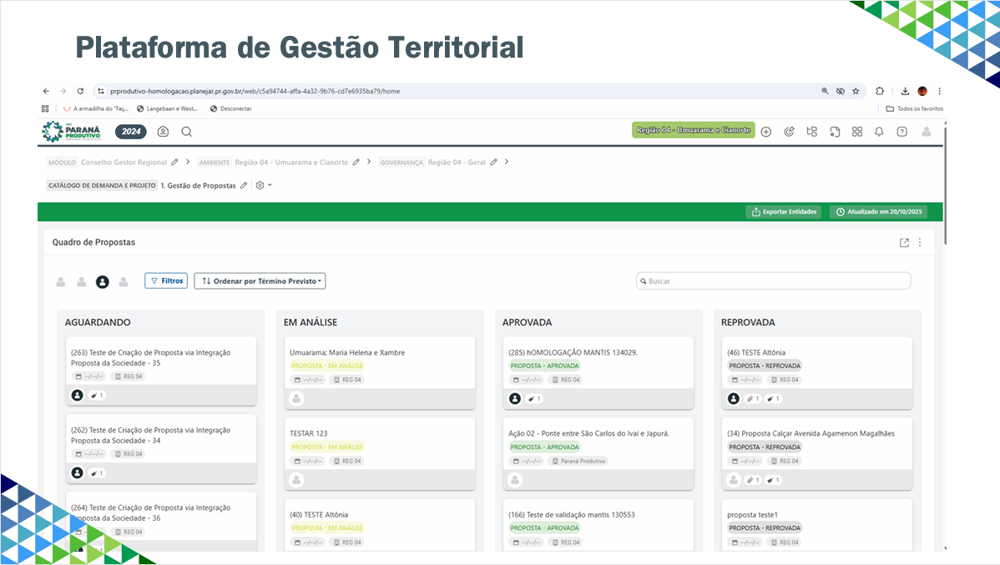 Plataforma de Gestão Territorial
prprodutivo-homologacao.planejar.pr.gov.br/web/c5a94744-affa-4a32-9b76-cd7e6935ba79/home
A armadilha do "Faç... Langebaan e West... Desconectar Todos os favoritos
PARANÁ PRODUTIVO 2024 Região 04 - Umuarama e Cianorte
MÓDULO Conselho Gestor Regional AMBIENTE Região 04 - Umuarama e Cianorte GOVERNANÇA Região 04 - Geral
CATÁLOGO DE DEMANDA E PROJETO 1. Gestão de Propostas
Exportar Entidades Atualizado em 20/10/2025
Quadro de Propostas
Filtros Ordenar por Término Previsto Buscar
AGUARDANDO
(263) Teste de Criação de Proposta via Integração
Proposta da Sociedade - 35
--/--/-- REG 04
1
(262) Teste de Criação de Proposta via Integração
Proposta da Sociedade - 34
--/--/-- REG 04
1
(264) Teste de Criação de Proposta via Integração
Proposta da Sociedade - 36
REG 04
EM ANÁLISE
Umuarama; Maria Helena e Xambre
PROPOSTA - EM ANÁLISE
--/--/-- REG 04
TESTAR 123
PROPOSTA - EM ANÁLISE
--/--/-- REG 04
(40) TESTE Altônia
PROPOSTA - EM ANÁLISE
--/--/-- REG 04
APROVADA
(285) hOMOLOGAÇÃO MANTIS 134029.
PROPOSTA - APROVADA
--/--/-- REG 04
1
Ação 02 - Ponte entre São Carlos do Ivaí e Japurá.
PROPOSTA - APROVADA
--/--/-- Paraná Produtivo
(166) Teste de validação mantis 130553
PROPOSTA - APROVADA
--/--/-- REG 04
REPROVADA
(46) TESTE Altônia
PROPOSTA - REPROVADA
--/--/-- REG 04
1 1
(34) Proposta Calçar Avenida Agamenon Magalhães
PROPOSTA - REPROVADA
--/--/-- REG 04
1 1
proposta teste1
PROPOSTA - REPROVADA
--/--/-- REG 04